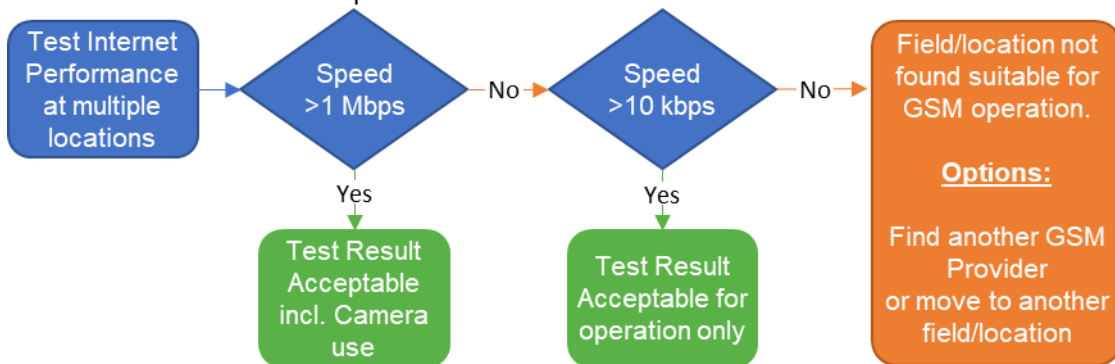 Test Internet
Performance
at multiple
locations
Speed
>1 Mbps
No
Speed
>10 kbps
No
Field/location not
found suitable for
GSM operation.
Options:
Find another GSM
Provider
or move to another
field/location
Yes
Yes
Test Result
Acceptable
incl. Camera
use
Test Result
Acceptable for
operation only